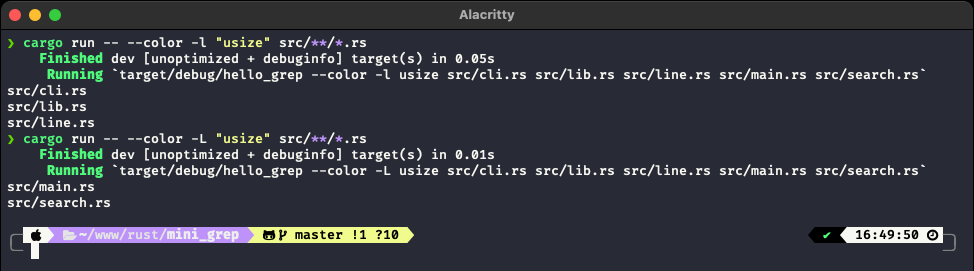 Alacritty
❯ cargo run -- --color -l "usize" src/**/*.rs
    Finished dev [unoptimized + debuginfo] target(s) in 0.05s
     Running `target/debug/hello_grep --color -l usize src/cli.rs src/lib.rs src/line.rs src/main.rs src/search.rs`
src/cli.rs
src/lib.rs
src/line.rs
❯ cargo run -- --color -L "usize" src/**/*.rs
    Finished dev [unoptimized + debuginfo] target(s) in 0.01s
     Running `target/debug/hello_grep --color -L usize src/cli.rs src/lib.rs src/line.rs src/main.rs src/search.rs`
src/main.rs
src/search.rs
~/www/rust/mini_grep master !1 ?10 ✔ 16:49:50